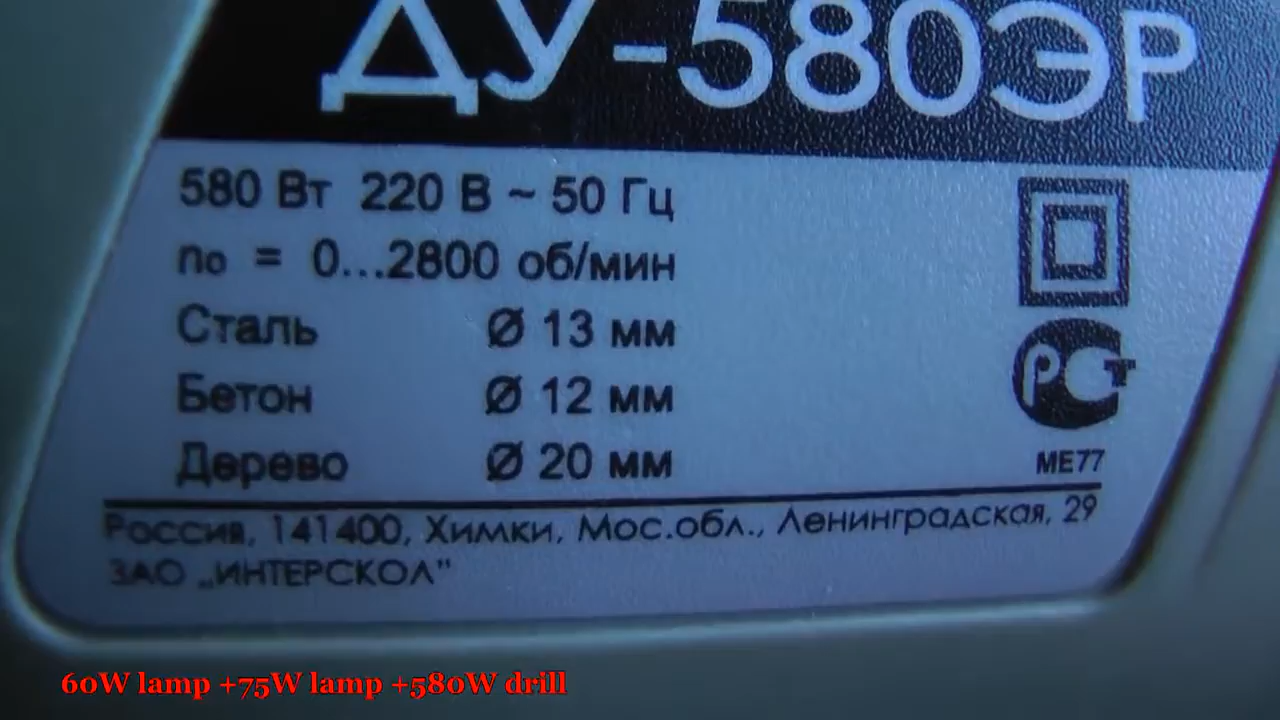 ДУ-580ЭР
580 Вт 220 В ~ 50 Гц
no = 0...2800 об/мин
Сталь Ø 13 мм
Бетон Ø 12 мм
Дерево Ø 20 мм
РСТ
МЕ77
Россия, 141400, Химки, Мос.обл., Ленинградская, 29
ЗАО „ИНТЕРСКОЛ"
60W lamp +75W lamp +580W drill